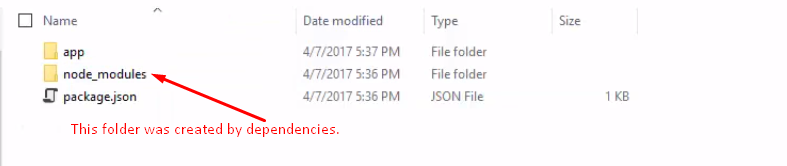 Name Date modified Type Size
app 4/7/2017 5:37 PM File folder
node_modules 4/7/2017 5:36 PM File folder
package.json 4/7/2017 5:36 PM JSON File 1 KB
This folder was created by dependencies.